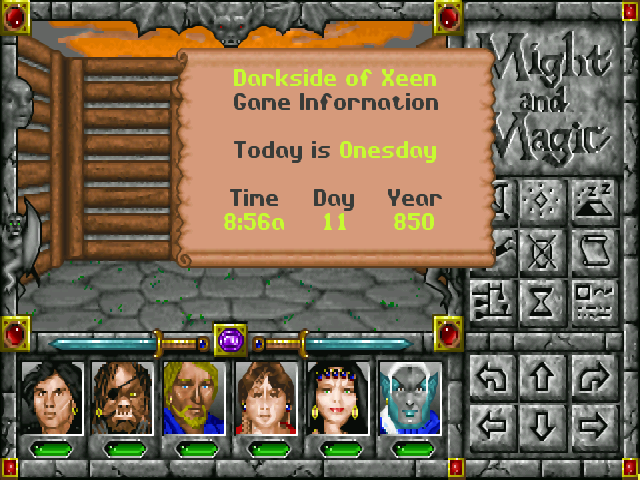 Darkside of Xeen
Game Information
Today is Onesday
Time Day Year
8:56a 11 850
Might
and
Magic